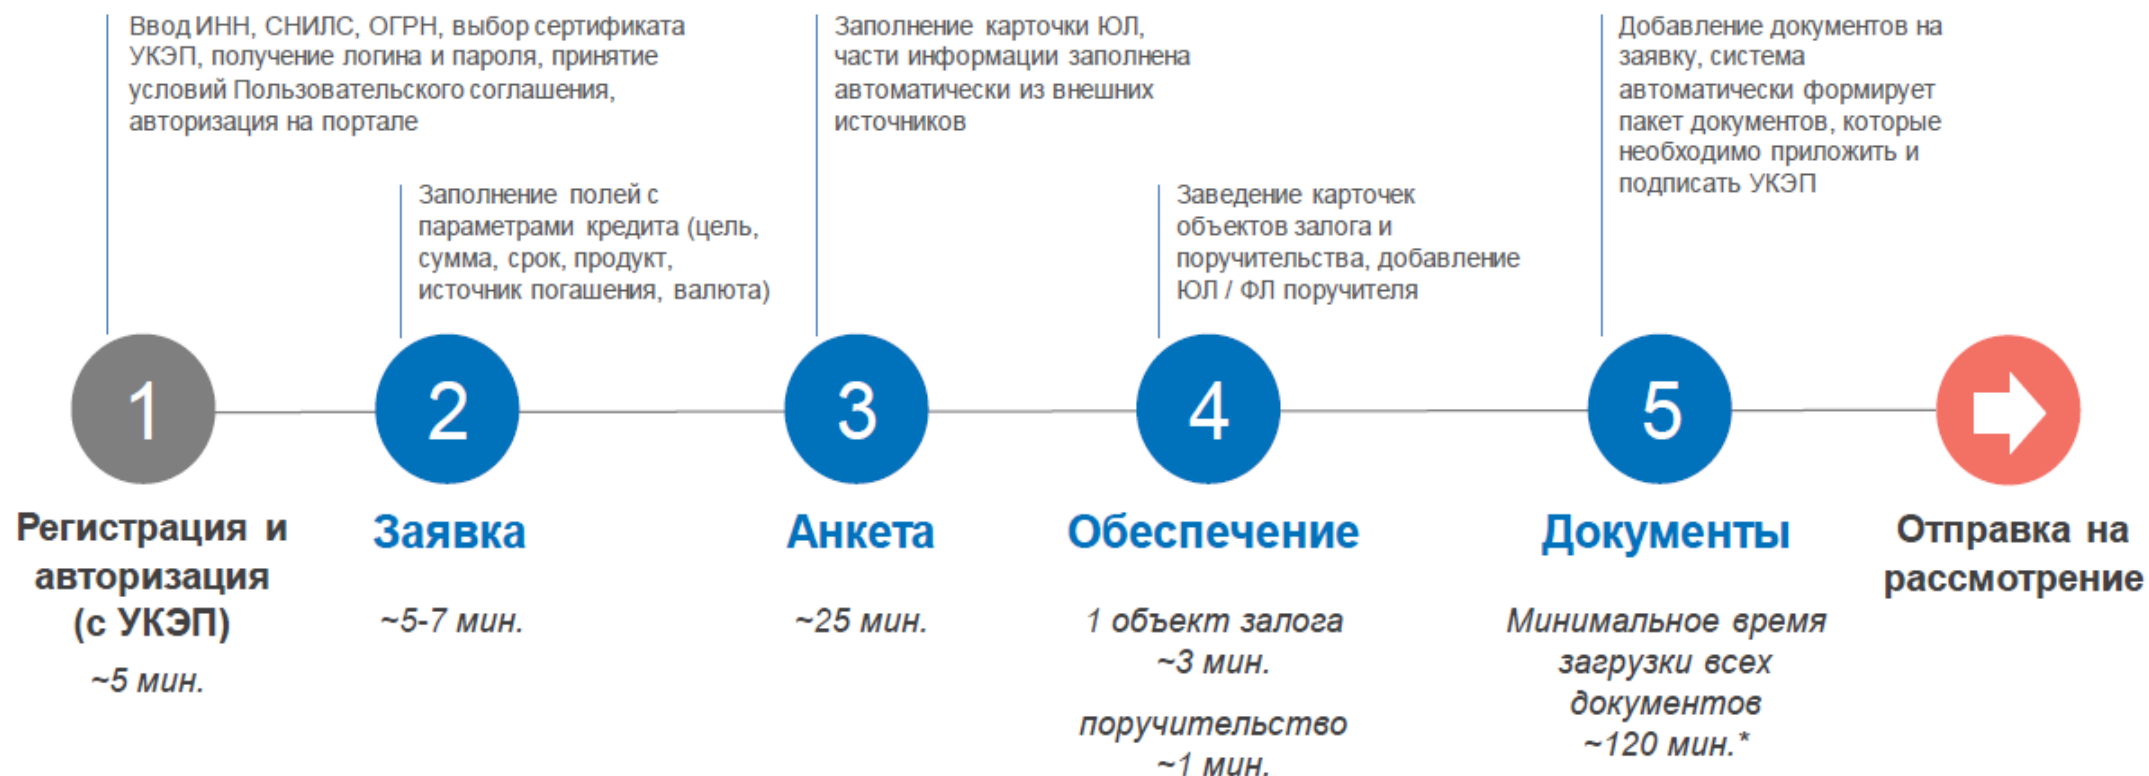 Ввод ИНН, СНИЛС, ОГРН, выбор сертификата
УКЭП, получение логина и пароля, принятие
условий Пользовательского соглашения,
авторизация на портале
Заполнение полей с
параметрами кредита (цель,
сумма, срок, продукт,
источник погашения, валюта)
Заполнение карточки ЮЛ,
части информации заполнена
автоматически из внешних
источников
Заведение карточек
объектов залога и
поручительства, добавление
ЮЛ / ФЛ поручителя
Добавление документов на
заявку, система
автоматически формирует
пакет документов, которые
необходимо приложить и
подписать УКЭП
1
2
3
4
5
Регистрация и
авторизация
(с УКЭП)
~5 мин.
Заявка
~5-7 мин.
Анкета
~25 мин.
Обеспечение
1 объект залога
~3 мин.
поручительство
~1 мин.
Документы
Минимальное время
загрузки всех
документов
~120 мин.*
Отправка на
рассмотрение